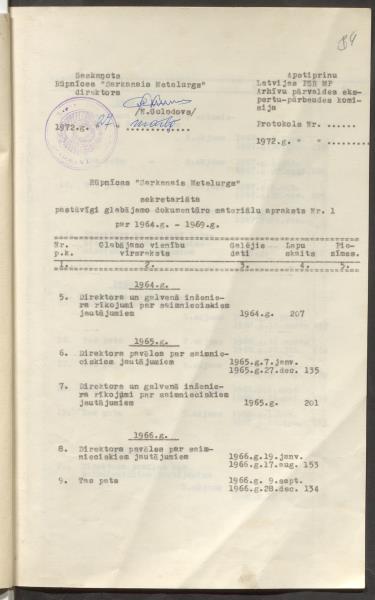 84
Saskaņots
Rūpnīcas "Sarkanais Metalurgs"
direktors
/E.Golodovs/
1972.g. " 27 marts
Apstiprinu
Latvijas PSR MP
Arhīvu pārvaldes eks-
pertu-pārbaudes komi-
sija
Protokols Nr. ......
1972.g. " "
Rūpnīcas "Sarkanais Metalurgs"
sekretariāta
pastāvīgi glabājamo dokumentāro materiālu apraksts Nr. 1
par 1964.g. - 1969.g.
Nr. Glabājamo vienību Galējie Lapu Pie-
p.k. virsraksts dati skaits zīmes.
1. 2. 3. 4. 5.
1964.g.
5. Direktora un galvenā inženie-
ra rīkojumi par saimnieciskiem
jautājumiem 1964.g. 207
1965.g.
6. Direktora pavēles par saimnie- 1965.g.7.janv.
ciskiem jautājumiem 1965.g.27.dec. 135
7. Direktora un galvenā inženie-
ra rīkojumi par saimnieciskiem
jautājumiem 1965.g. 201
1966.g.
8. Direktora pavēles par saim- 1966.g.19.janv.
nieciskiem jautājumiem 1966.g.17.aug. 153
9. Tas pats 1966.g. 9.sept.
1966.g.28.dec. 134